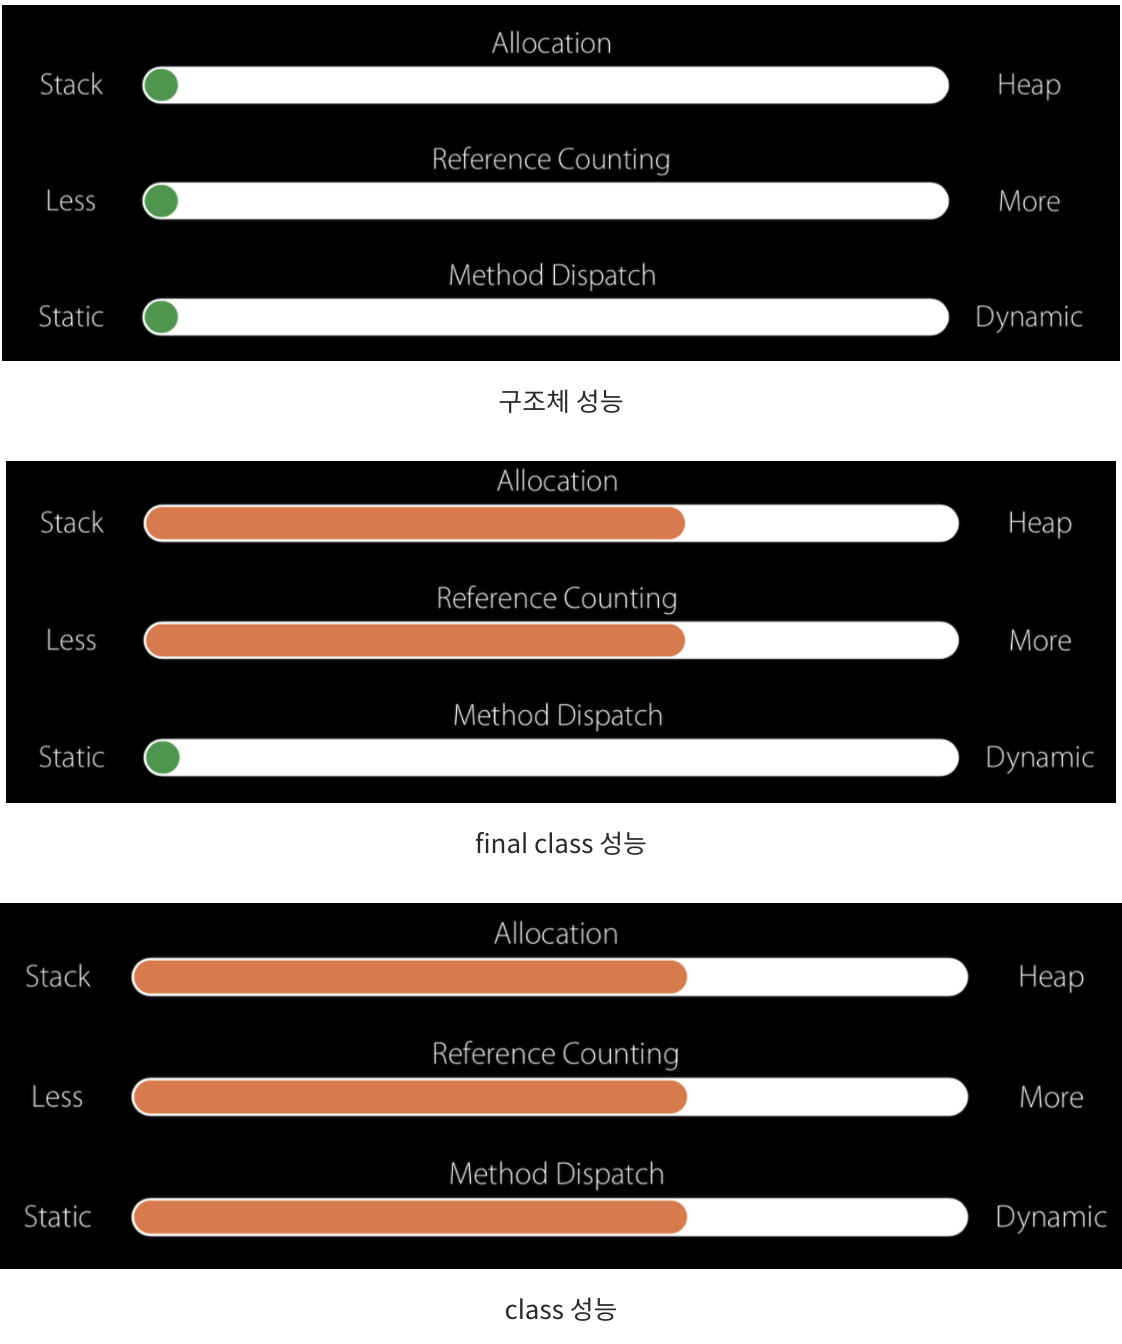 Allocation
Stack Heap
Reference Counting
Less More
Method Dispatch
Static Dynamic
구조체 성능
Allocation
Stack Heap
Reference Counting
Less More
Method Dispatch
Static Dynamic
final class 성능
Allocation
Stack Heap
Reference Counting
Less More
Method Dispatch
Static Dynamic
class 성능